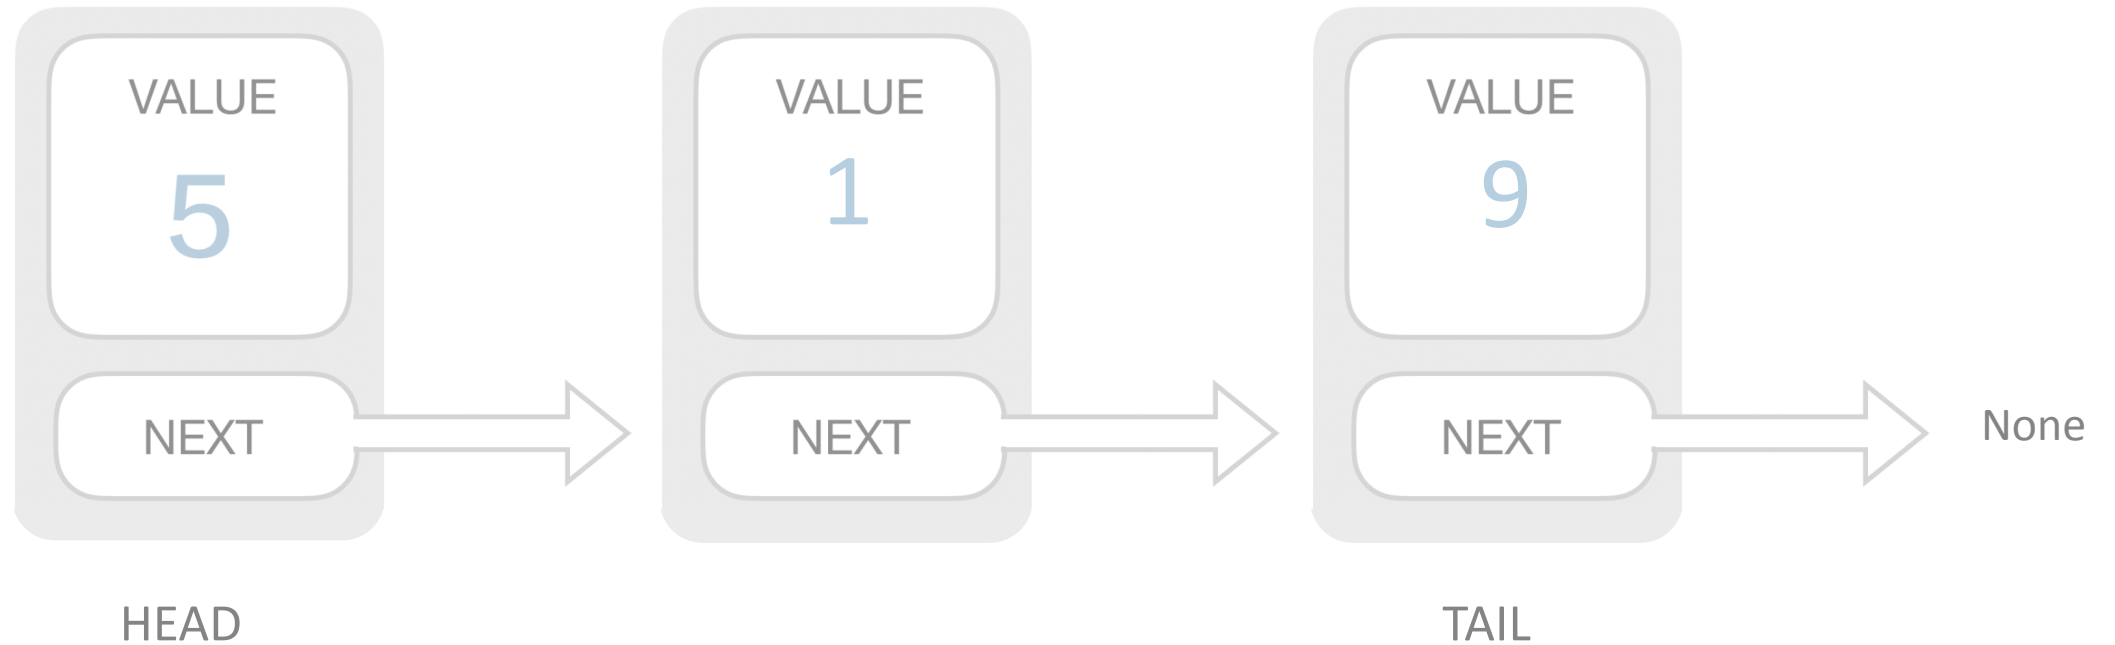 VALUE
5
NEXT
HEAD
VALUE
1
NEXT
VALUE
9
NEXT
TAIL
None